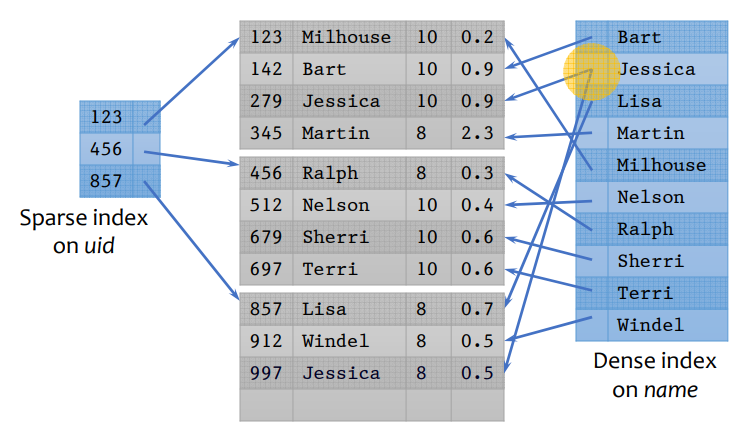 123
456
857
Sparse index
on uid
123 Milhouse 10 0.2
142 Bart 10 0.9
279 Jessica 10 0.9
345 Martin 8 2.3
456 Ralph 8 0.3
512 Nelson 10 0.4
679 Sherri 10 0.6
697 Terri 10 0.6
857 Lisa 8 0.7
912 Windel 8 0.5
997 Jessica 8 0.5
Bart
Jessica
Lisa
Martin
Milhouse
Nelson
Ralph
Sherri
Terri
Windel
Dense index
on name